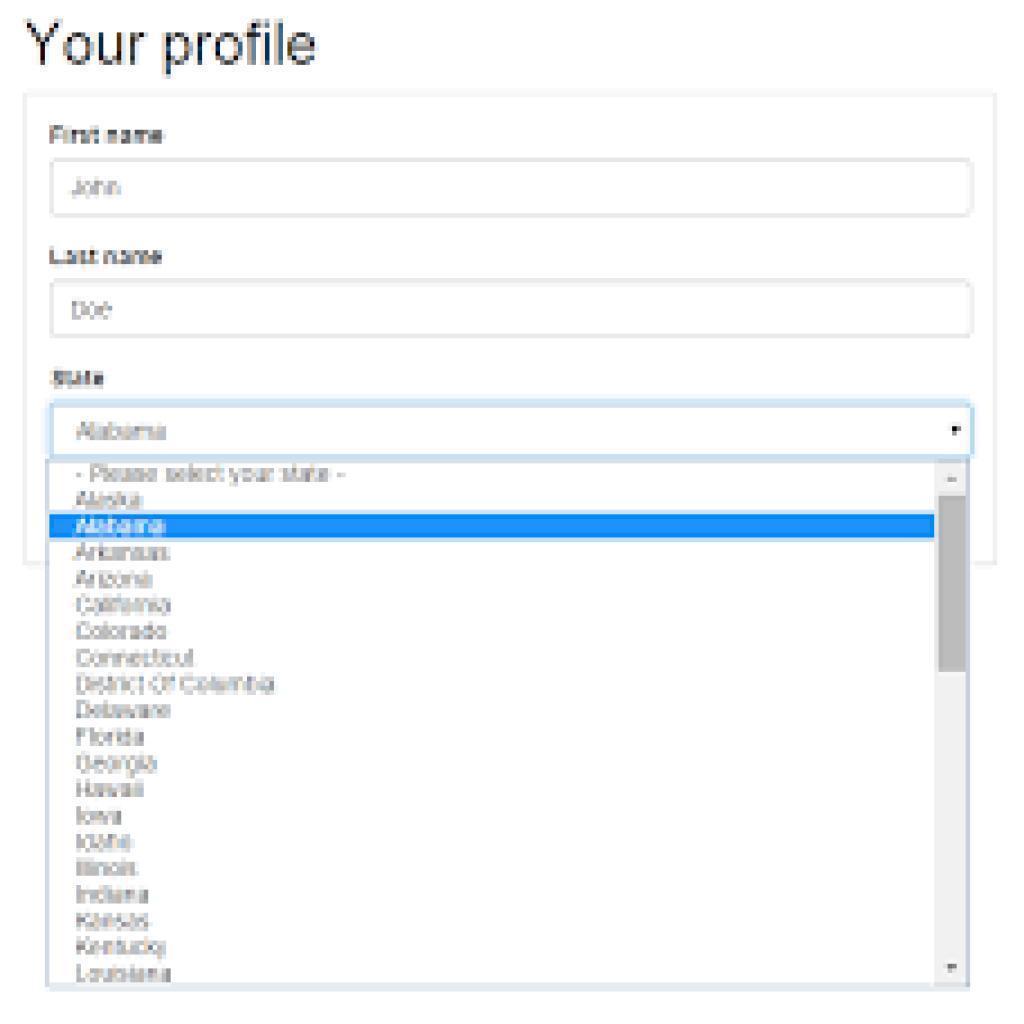 Your profile
First name
John
Last name
Doe
State
Alabama
- Please select your state -
Alaska
Alabama
Arkansas
Arizona
California
Colorado
Connecticut
District Of Columbia
Delaware
Florida
Georgia
Hawaii
Iowa
Idaho
Illinois
Indiana
Kansas
Kentucky
Louisiana